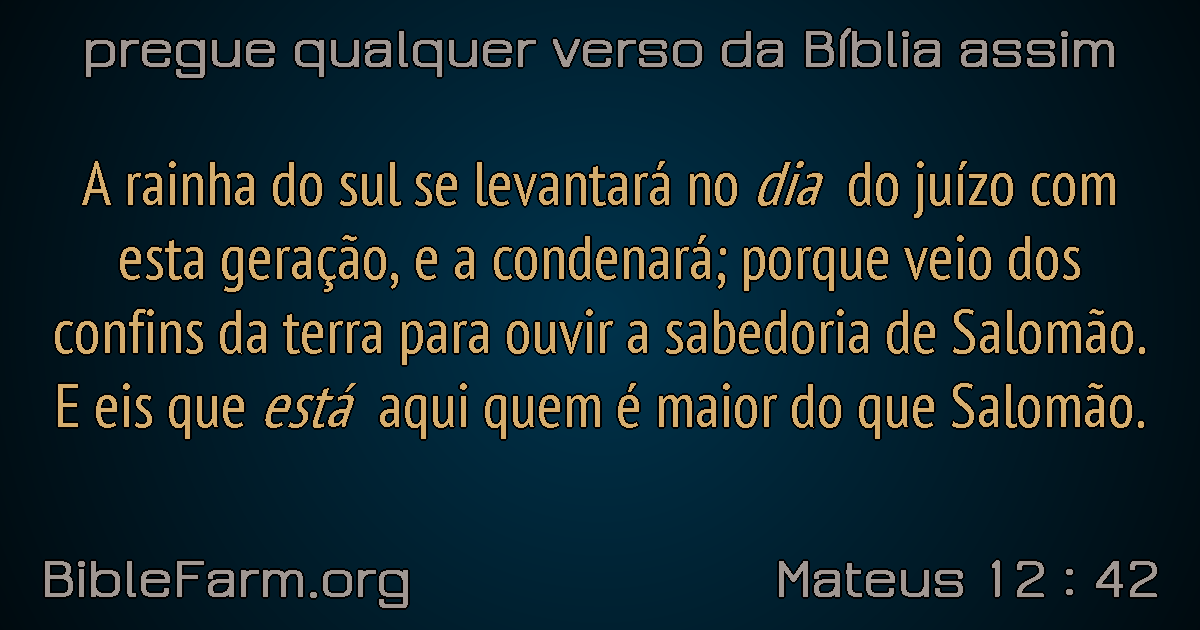 pregue qualquer verso da Bíblia assim
A rainha do sul se levantará no dia do juízo com
esta geração, e a condenará; porque veio dos
confins da terra para ouvir a sabedoria de Salomão.
E eis que está aqui quem é maior do que Salomão.
BibleFarm.org
Mateus 12 : 42